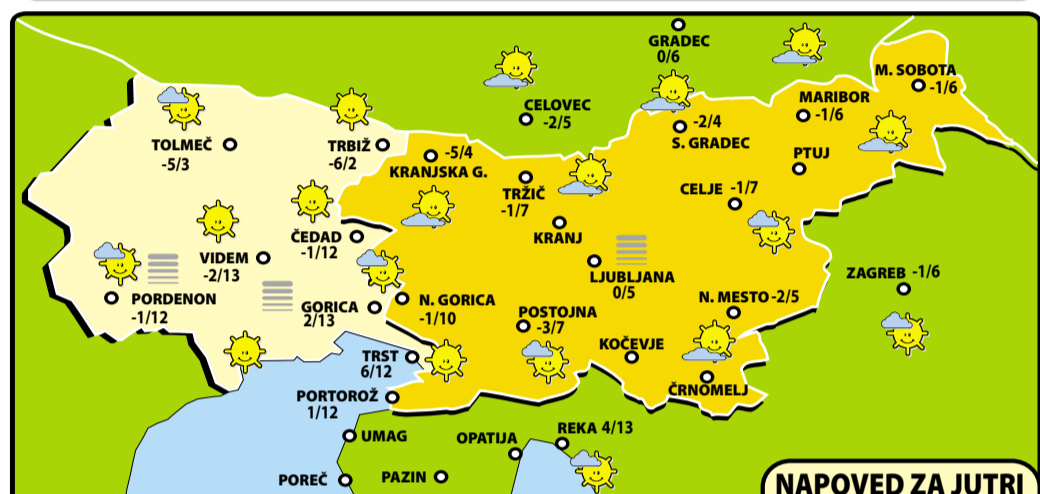 GRADEC
0/6
M. SOBOTA
-1/6
CELOVEC
-2/5
MARIBOR
-1/6
-2/4
S. GRADEC
TOLMEČ
-5/3
TRBIŽ
-6/2
-5/4
KRANJSKA G.
PTUJ
TRŽIČ
-1/7
CELJE -1/7
KRANJ
ČEDAD
-1/12
VIDEM
-2/13
LJUBLJANA
0/5
ZAGREB -1/6
PORDENON
-1/12
GORICA
2/13
N. GORICA
-1/10
N. MESTO -2/5
POSTOJNA
-3/7
KOČEVJE
TRST
6/12
ČRNOMELJ
PORTOROŽ
1/12
UMAG
OPATIJA
REKA 4/13
POREČ
PAZIN
NAPOVED ZA JUTRI